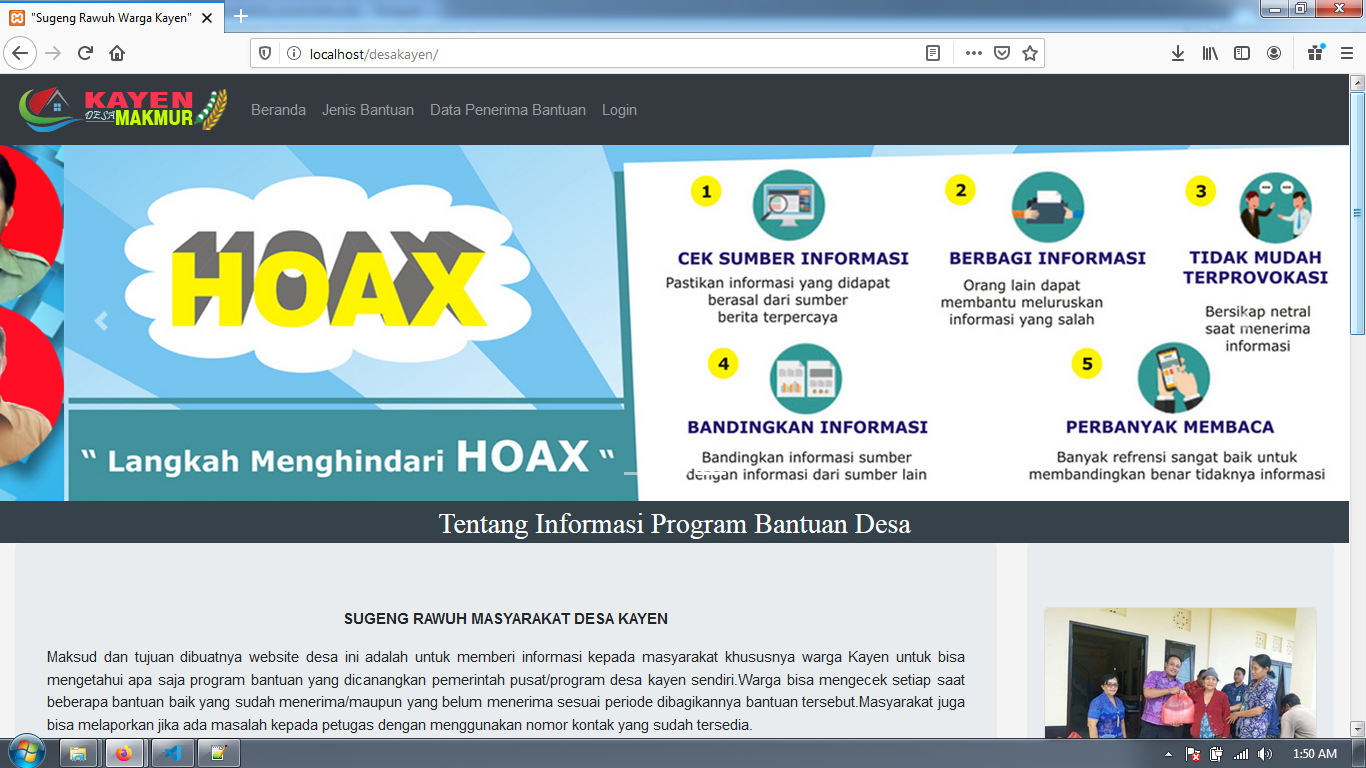 "Sugeng Rawuh Warga Kayen"
localhost/desakayen/
KAYEN
DESA MAKMUR
Beranda
Jenis Bantuan
Data Penerima Bantuan
Login
HOAX
“ Langkah Menghindari HOAX “
1
CEK SUMBER INFORMASI
Pastikan informasi yang didapat
berasal dari sumber
berita terpercaya
2
BERBAGI INFORMASI
Orang lain dapat
membantu meluruskan
informasi yang salah
3
TIDAK MUDAH
TERPROVOKASI
Bersikap netral
saat menerima
informasi
4
BANDINGKAN INFORMASI
Bandingkan informasi sumber
dengan informasi dari sumber lain
5
PERBANYAK MEMBACA
Banyak refrensi sangat baik untuk
membandingkan benar tidaknya informasi
Tentang Informasi Program Bantuan Desa
SUGENG RAWUH MASYARAKAT DESA KAYEN
Maksud dan tujuan dibuatnya website desa ini adalah untuk memberi informasi kepada masyarakat khususnya warga Kayen untuk bisa
mengetahui apa saja program bantuan yang dicanangkan pemerintah pusat/program desa kayen sendiri.Warga bisa mengecek setiap saat
beberapa bantuan baik yang sudah menerima/maupun yang belum menerima sesuai periode dibagikannya bantuan tersebut.Masyarakat juga
bisa melaporkan jika ada masalah kepada petugas dengan menggunakan nomor kontak yang sudah tersedia.
1:50 AM